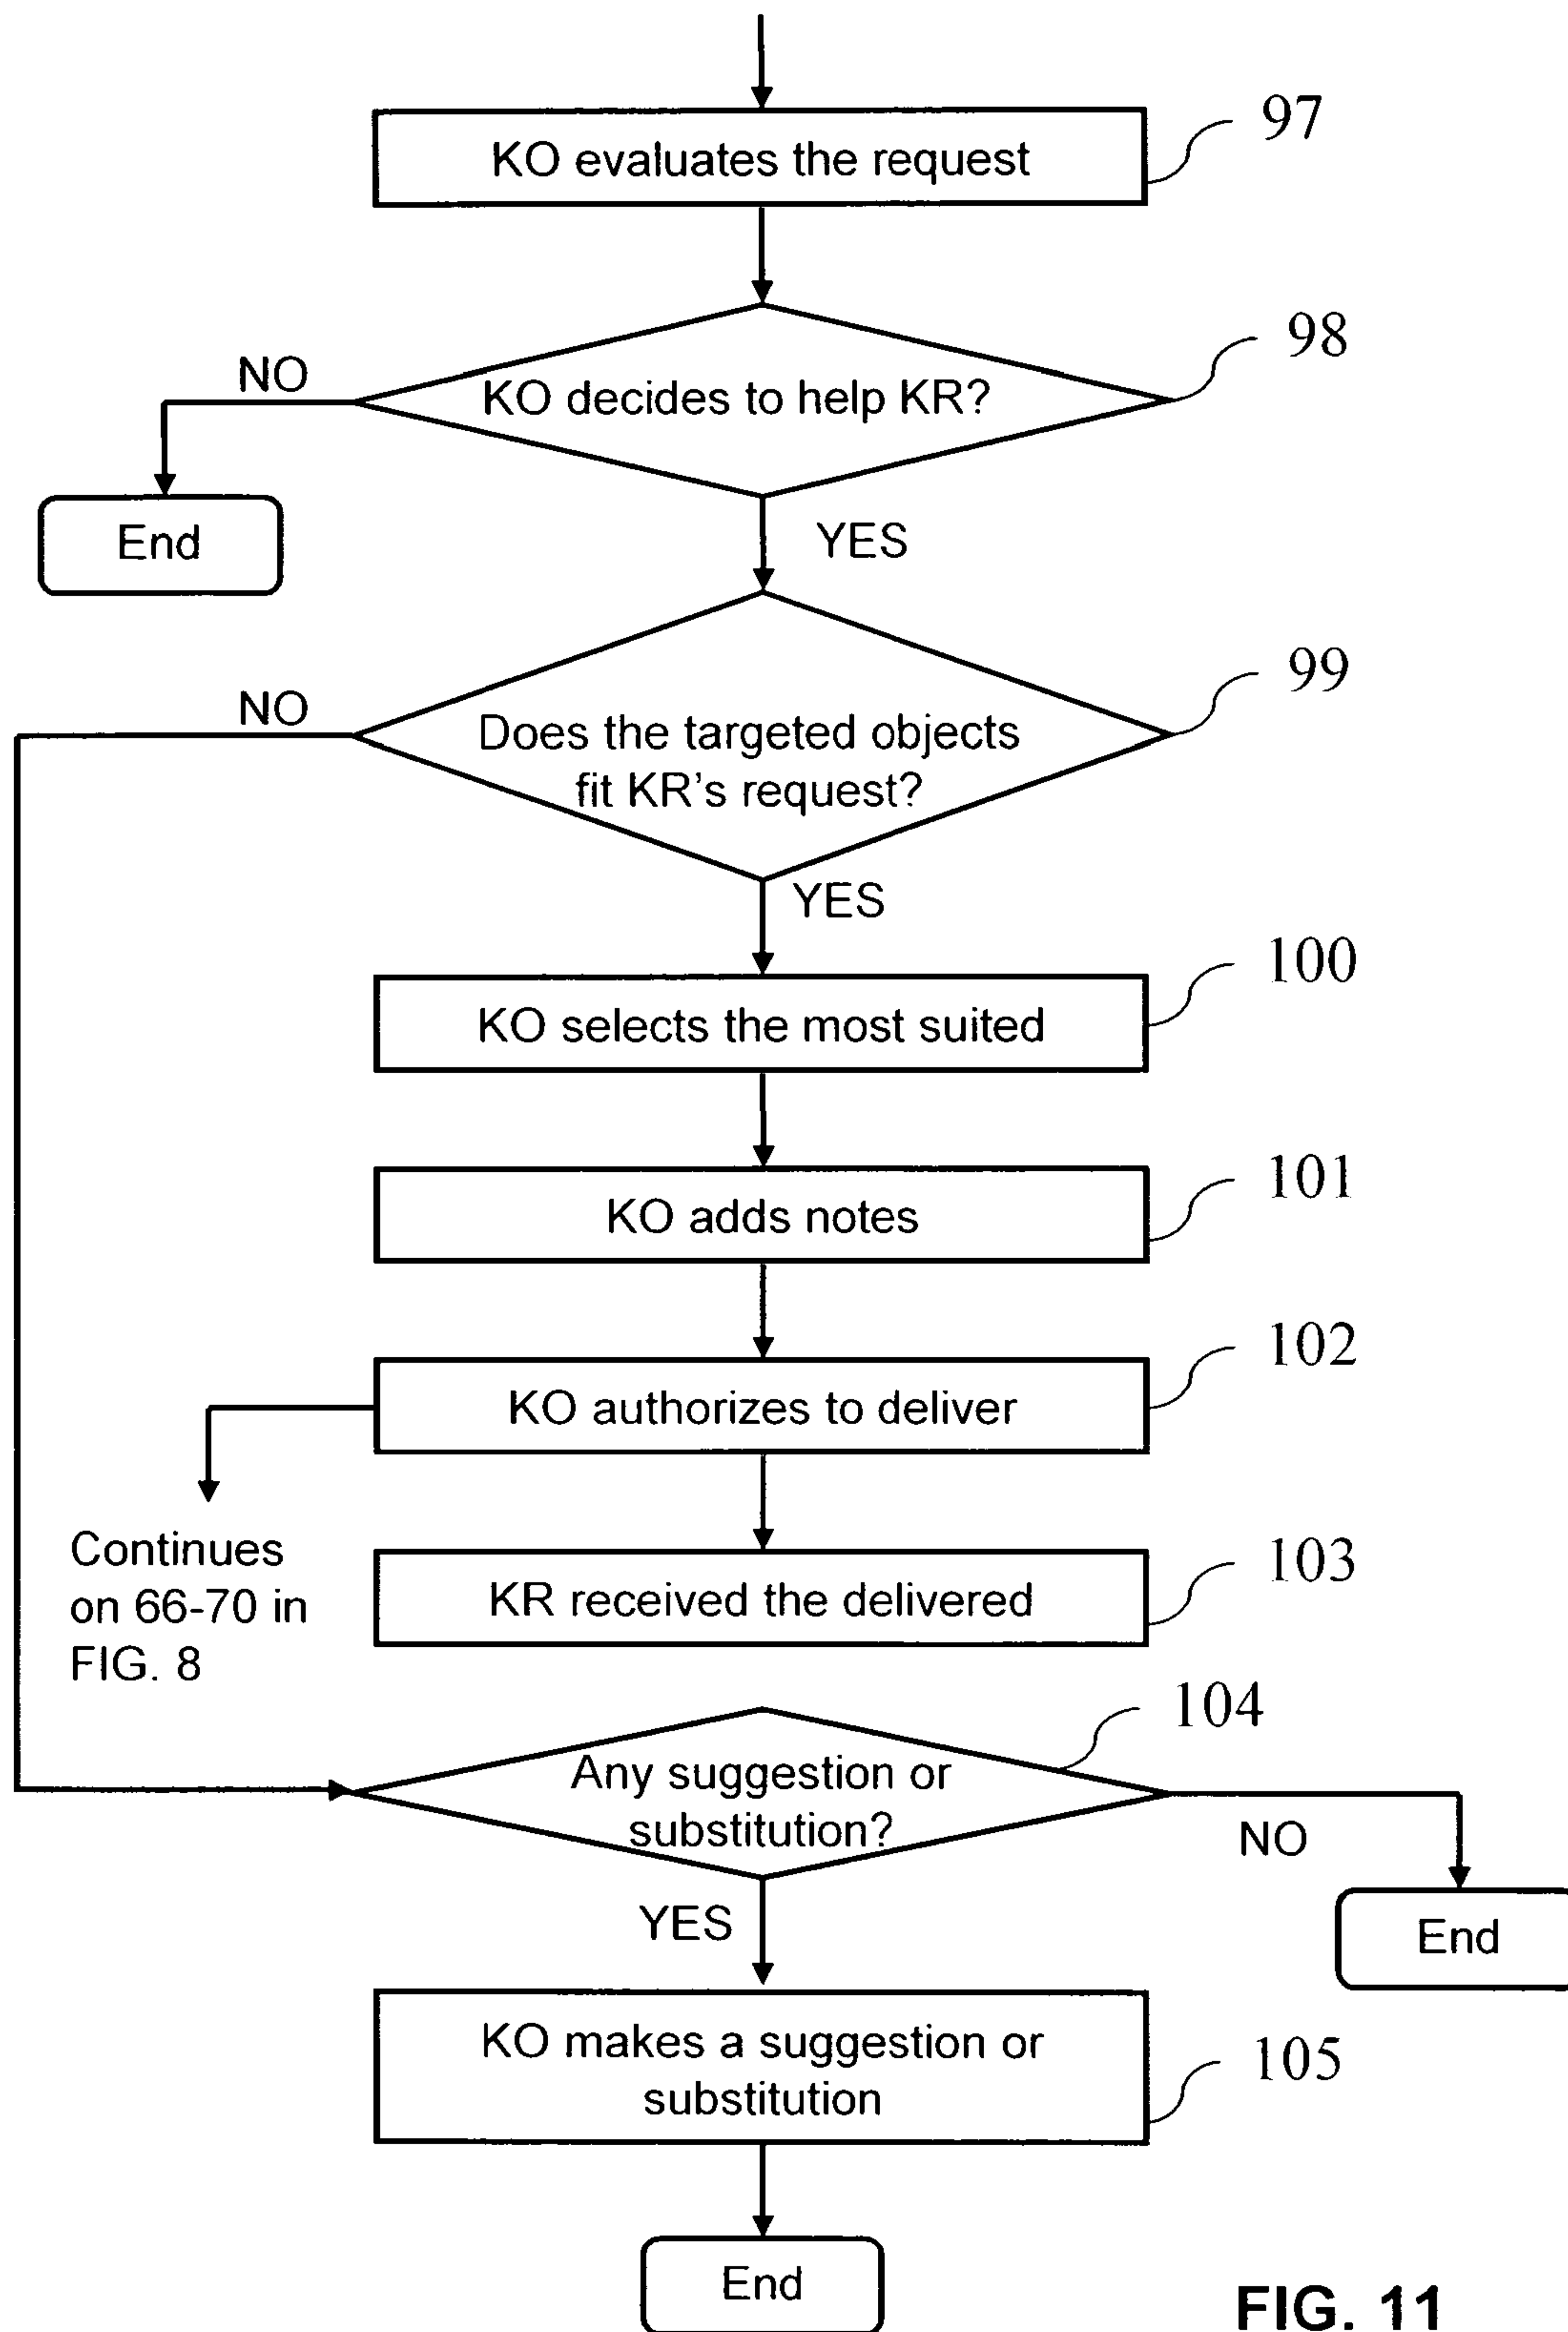 97
KO evaluates the request
98
NO
KO decides to help KR?
End
YES
99
NO
Does the targeted objects
fit KR's request?
YES
100
KO selects the most suited
101
KO adds notes
102
KO authorizes to deliver
Continues
on 66-70 in
FIG. 8
103
KR received the delivered
104
Any suggestion or
substitution?
NO
YES
End
KO makes a suggestion or
substitution
105
End
FIG. 11